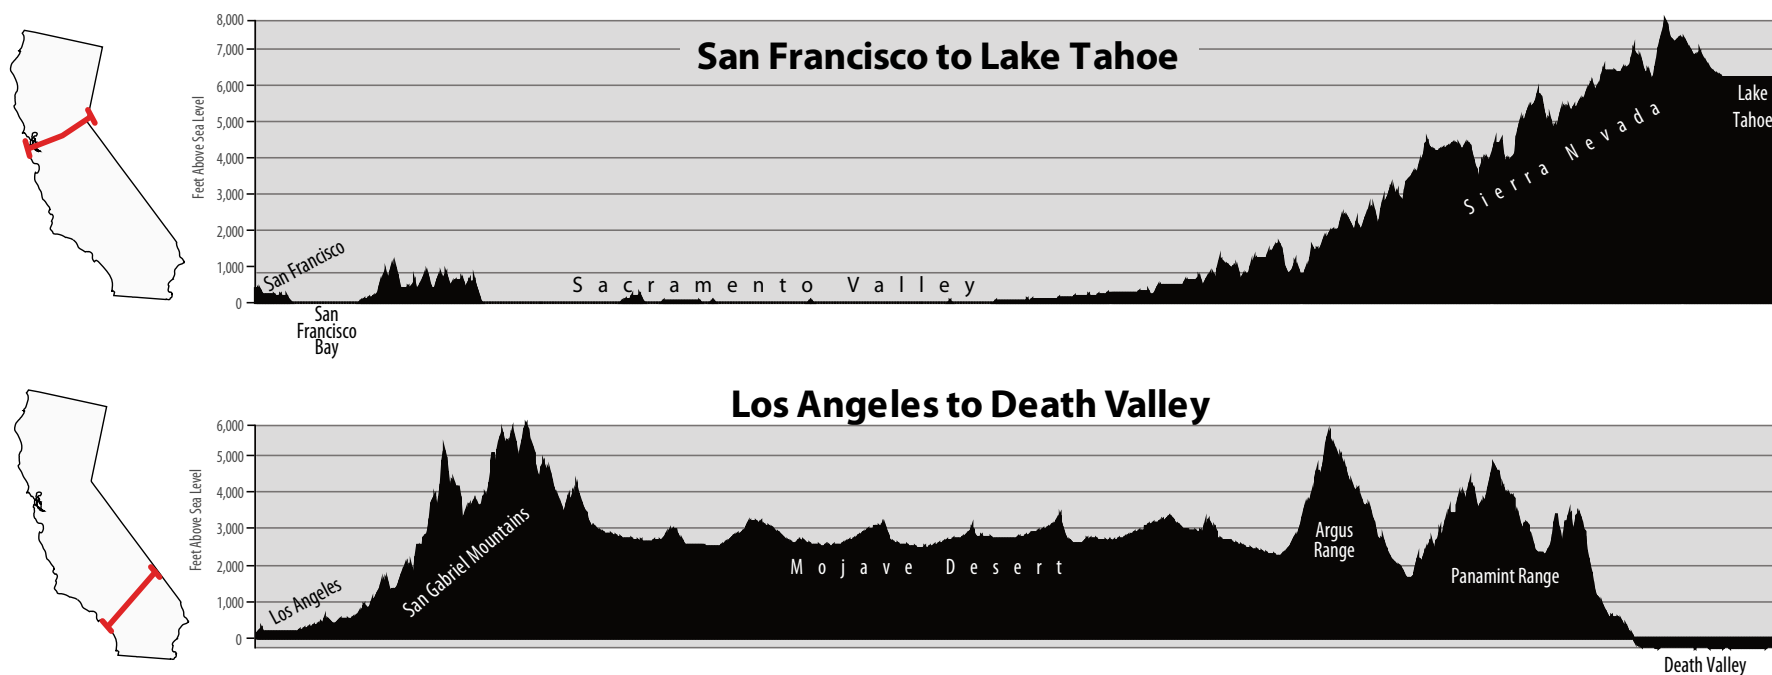 San Francisco to Lake Tahoe
Feet Above Sea Level
8,000
7,000
6,000
5,000
4,000
3,000
2,000
1,000
0
San Francisco
San
Francisco
Bay
Sacramento Valley
Sierra Nevada
Lake
Tahoe
Los Angeles to Death Valley
Feet Above Sea Level
6,000
5,000
4,000
3,000
2,000
1,000
0
Los Angeles
San Gabriel Mountains
Mojave Desert
Argus
Range
Panamint Range
Death Valley